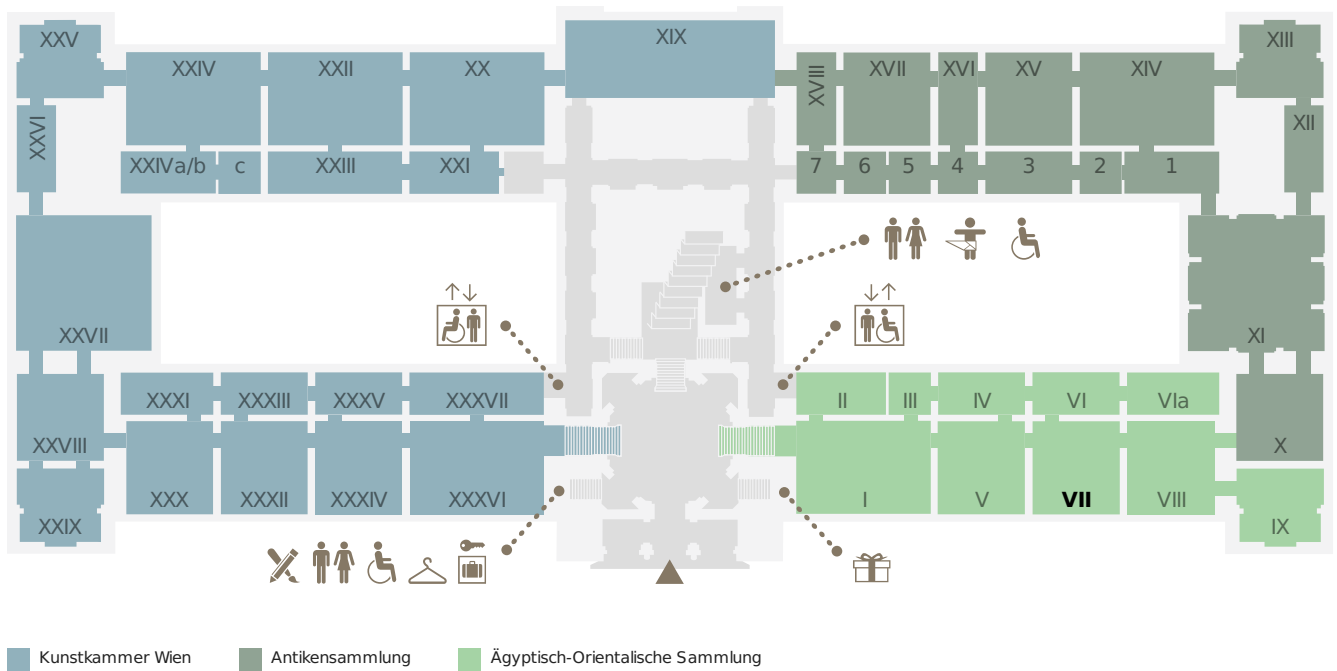 XXV
XIX
XIII
XXIV
XXII
XX
XVIII
XVII
XVI
XV
XIV
XXVI
XII
XXIVa/b
c
XXIII
XXI
7
6
5
4
3
2
1
XXVII
XI
XXXI
XXXIII
XXXV
XXXVII
II
III
IV
VI
VIa
XXVIII
X
XXX
XXXII
XXXIV
XXXVI
I
V
VII
VIII
XXIX
IX
Kunstkammer Wien
Antikensammlung
Ägyptisch-Orientalische Sammlung